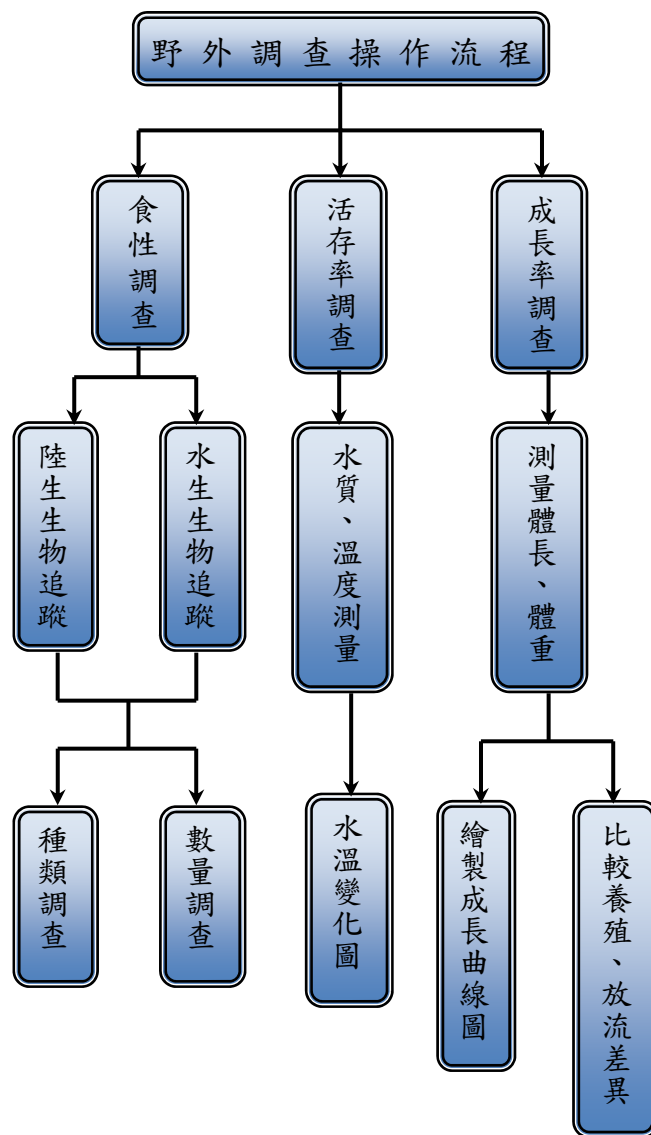 野外調查操作流程
食性調查
活存率調查
成長率調查
陸生生物追蹤
水生生物追蹤
水質、溫度測量
測量體長、體重
種類調查
數量調查
水溫變化圖
繪製成長曲線圖
比較養殖、放流差異